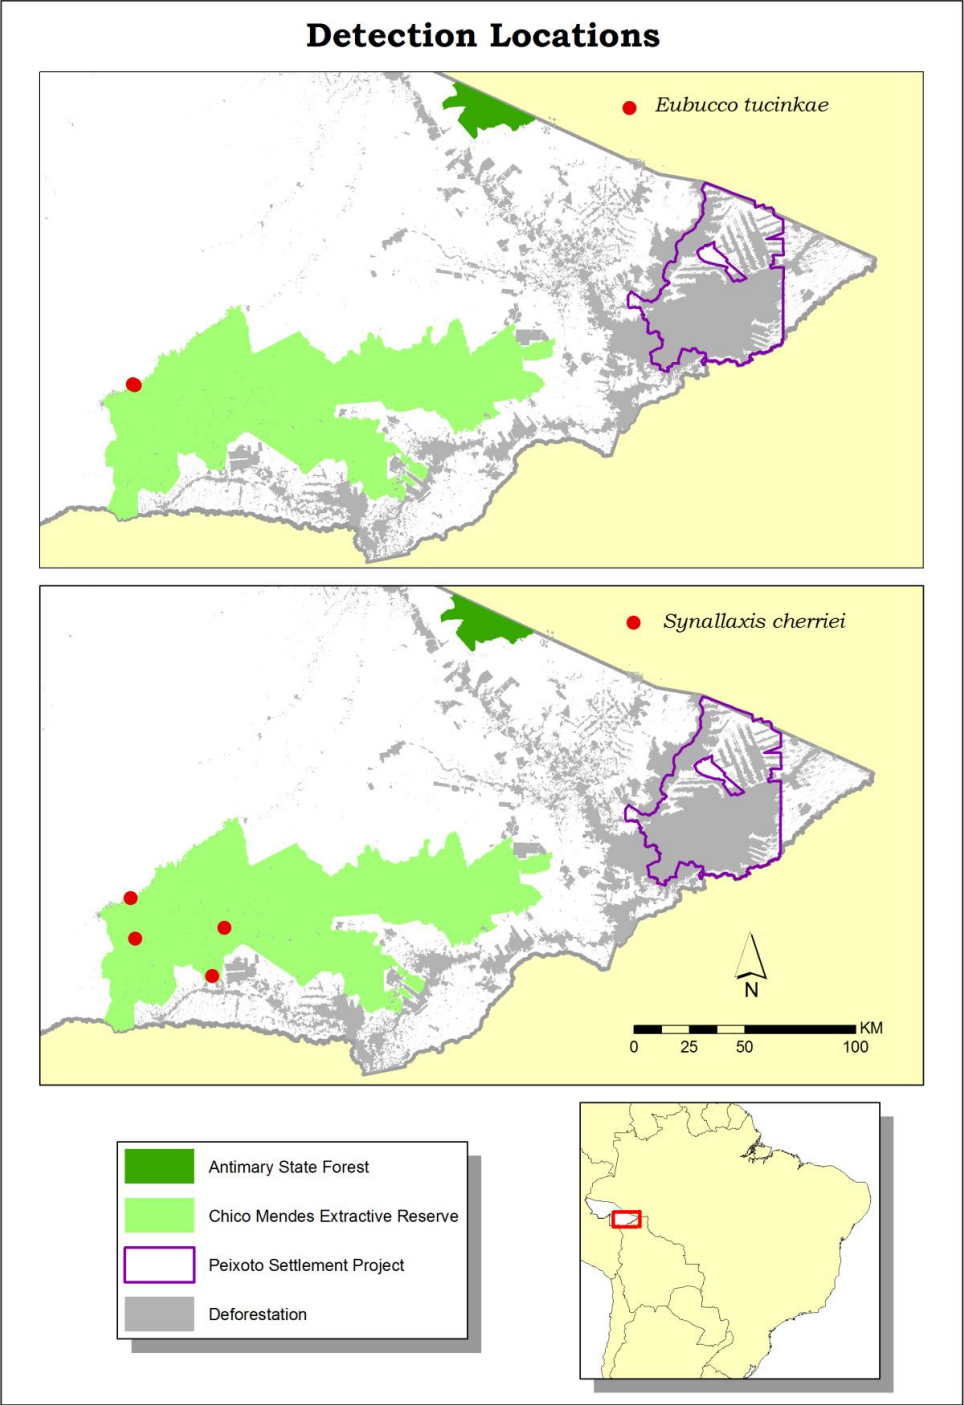 Detection Locations
Eubucco tucinkae
Synallaxis cherriei
N
KM
0 25 50 100
Antimary State Forest
Chico Mendes Extractive Reserve
Peixoto Settlement Project
Deforestation